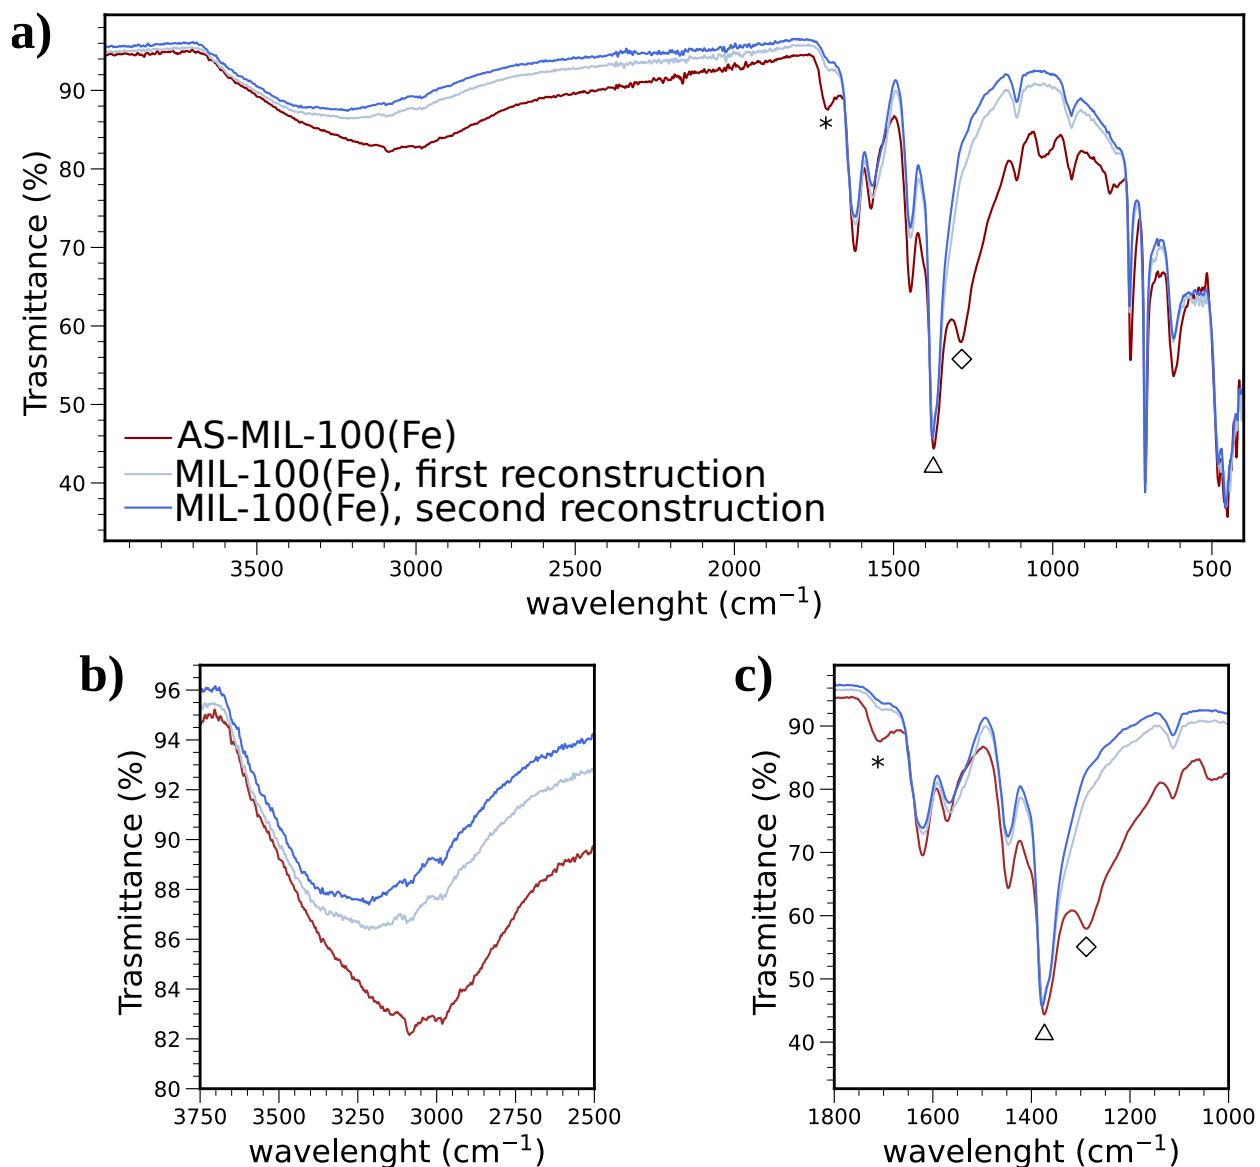 a)
Trasmittance (%)
90
80
70
60
50
40
*
AS-MIL-100(Fe)
MIL-100(Fe), first reconstruction
MIL-100(Fe), second reconstruction
3500 3000 2500 2000 1500 1000 500
wavelenght (cm⁻¹)
b)
Trasmittance (%)
96
94
92
90
88
86
84
82
80
3750 3500 3250 3000 2750 2500
wavelenght (cm⁻¹)
c)
Trasmittance (%)
90
80
70
60
50
40
*
1800 1600 1400 1200 1000
wavelenght (cm⁻¹)